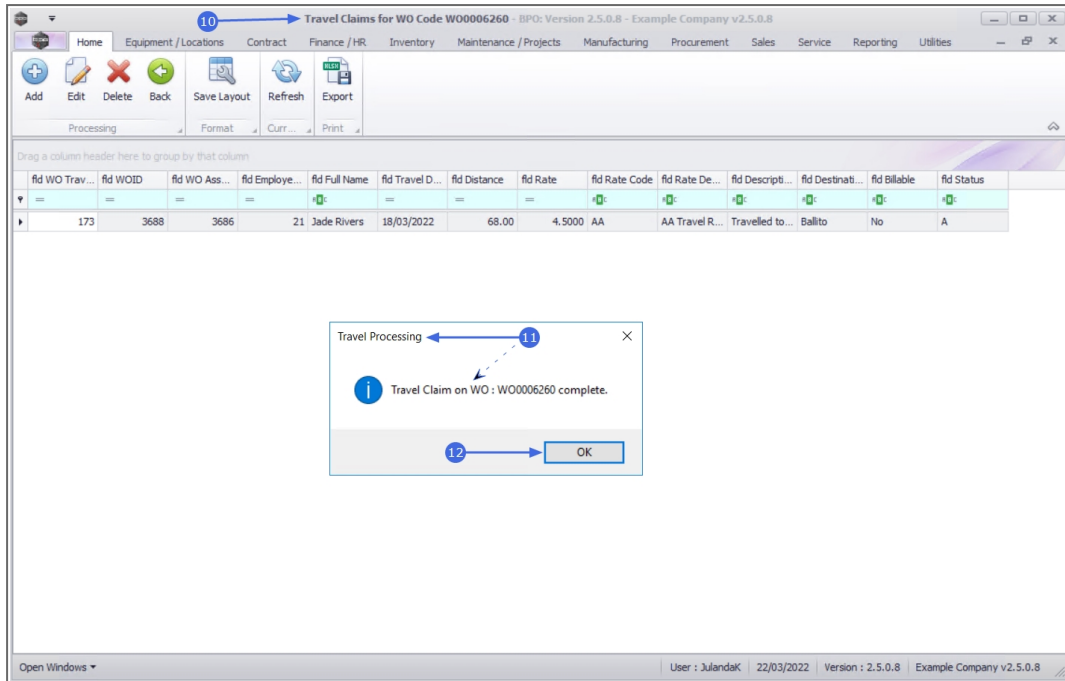 10
Travel Claims for WO Code WO0006260 - BPO: Version 2.5.0.8 - Example Company v2.5.0.8
Home Equipment / Locations Contract Finance / HR Inventory Maintenance / Projects Manufacturing Procurement Sales Service Reporting Utilities
XLSX
Add Edit Delete Back Save Layout Refresh Export
Processing Format Curr... Print
Drag a column header here to group by that column
fld WO Trav... fld WOID fld WO Ass... fld Employe... fld Full Name fld Travel D... fld Distance fld Rate fld Rate Code fld Rate De... fld Descripti... fld Destinati... fld Billable fld Status
173 3688 3686 21 Jade Rivers 18/03/2022 68.00 4.5000 AA AA Travel R... Travelled to... Ballito No A
Travel Processing 11
Travel Claim on WO : WO0006260 complete.
12 OK
Open Windows User : JulandaK 22/03/2022 Version : 2.5.0.8 Example Company v2.5.0.8